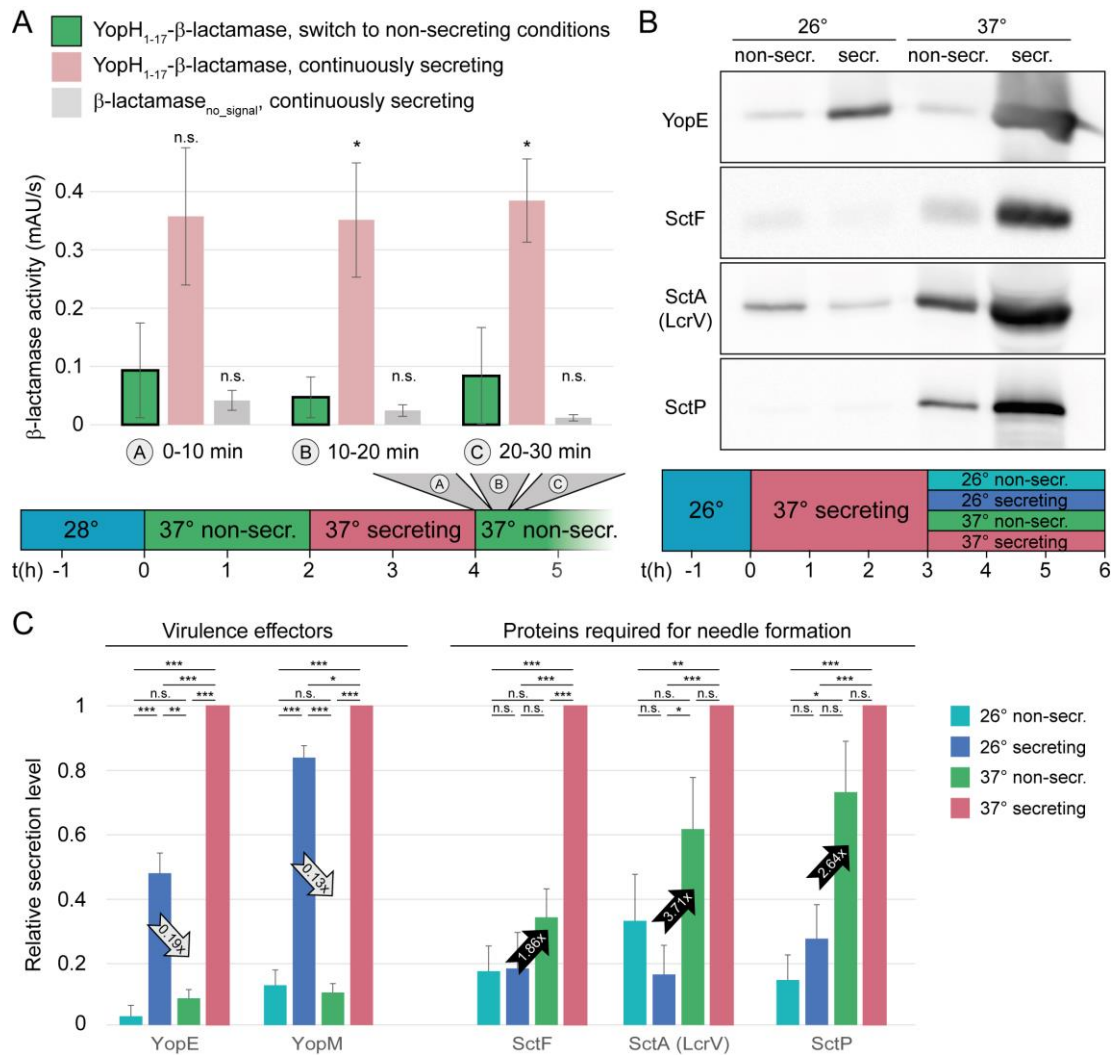 A
YopH1-17-β-lactamase, switch to non-secreting conditions
YopH1-17-β-lactamase, continuously secreting
β-lactamaseno_signal, continuously secreting
β-lactamase activity (mAU/s)
0.4
0.3
0.2
0.1
0
n.s.
*
*
n.s.
n.s.
n.s.
A 0-10 min
B 10-20 min
C 20-30 min
A
B
C
28°
37° non-secr.
37° secreting
37° non-secr.
t(h) -1 0 1 2 3 4 5
B
26° 37°
non-secr. secr. non-secr. secr.
YopE
SctF
SctA
(LcrV)
SctP
26°
37° secreting
26° non-secr.
26° secreting
37° non-secr.
37° secreting
t(h) -1 0 1 2 3 4 5 6
C
Virulence effectors
Proteins required for needle formation
*** *** *** ** ***
*** * *** *** ***
n.s. *** n.s. *** n.s. *** n.s. n.s. * n.s.
*** ** *** *** n.s. n.s. n.s. * n.s. n.s.
Relative secretion level
1
0.8
0.6
0.4
0.2
0
0.19x
0.13x
1.86x
3.71x
2.64x
YopE YopM SctF SctA (LcrV) SctP
26° non-secr.
26° secreting
37° non-secr.
37° secreting